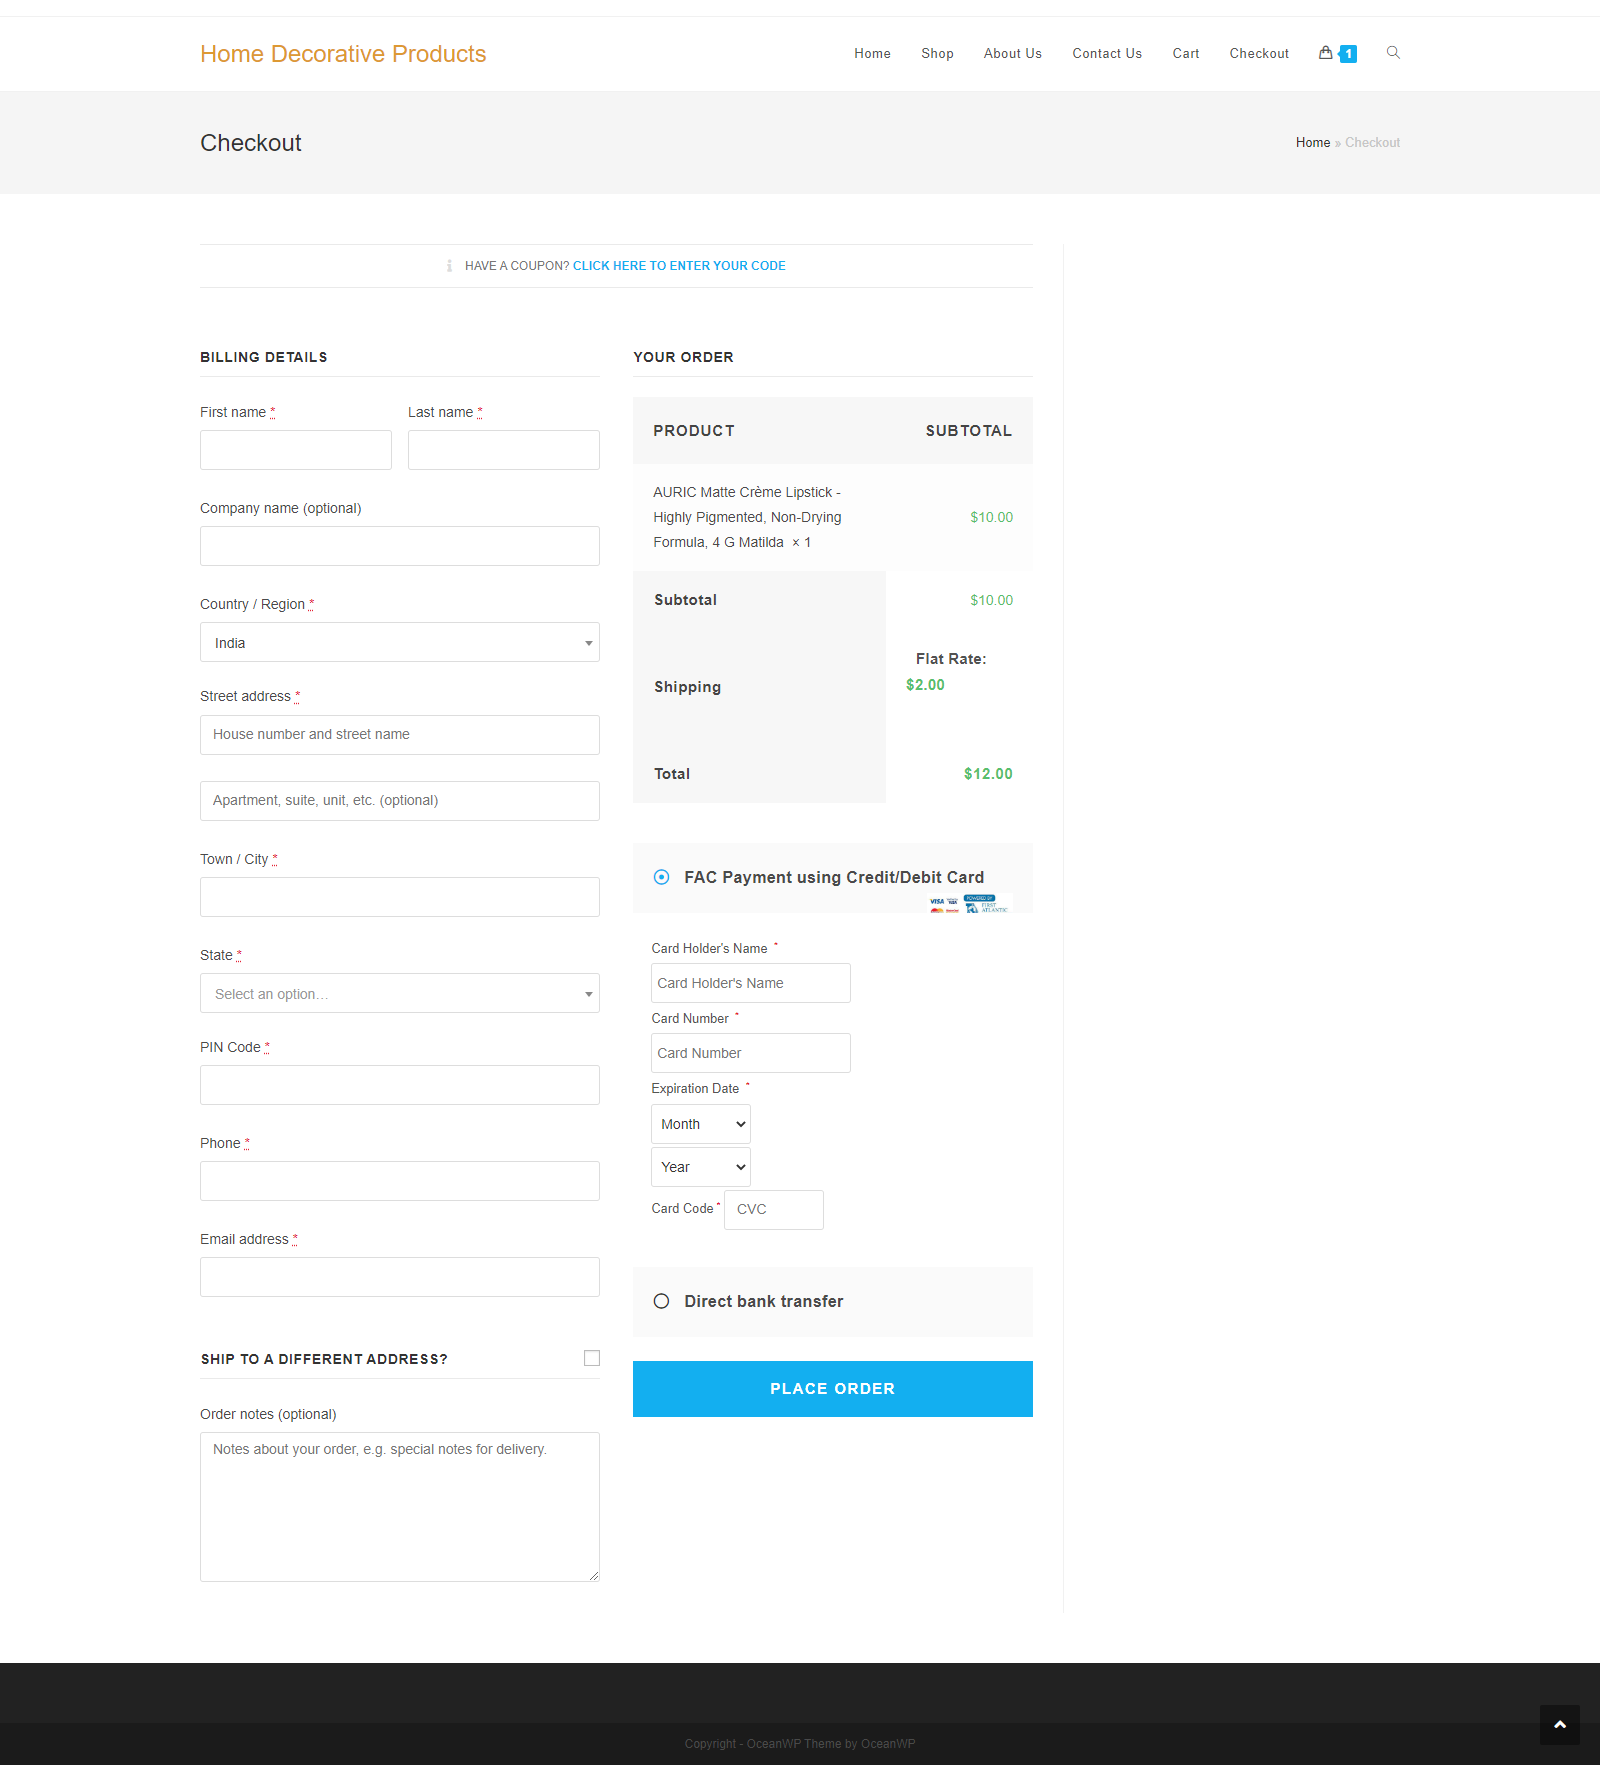 Home Decorative Products
Home Shop About Us Contact Us Cart Checkout 1
Checkout
Home » Checkout
HAVE A COUPON? CLICK HERE TO ENTER YOUR CODE
BILLING DETAILS
First name * Last name *
Company name (optional)
Country / Region *
India
Street address *
House number and street name
Apartment, suite, unit, etc. (optional)
Town / City *
State *
Select an option...
PIN Code *
Phone *
Email address *
SHIP TO A DIFFERENT ADDRESS?
Order notes (optional)
Notes about your order, e.g. special notes for delivery.
YOUR ORDER
PRODUCT SUBTOTAL
AURIC Matte Crème Lipstick -
Highly Pigmented, Non-Drying
Formula, 4 G Matilda × 1
$10.00
Subtotal $10.00
Shipping
Flat Rate:
$2.00
Total $12.00
FAC Payment using Credit/Debit Card
VISA VISA
POWERED BY
FIRST
ATLANTIC
Card Holder's Name *
Card Holder's Name
Card Number *
Card Number
Expiration Date *
Month
Year
Card Code * CVC
Direct bank transfer
PLACE ORDER
Copyright - OceanWP Theme by OceanWP